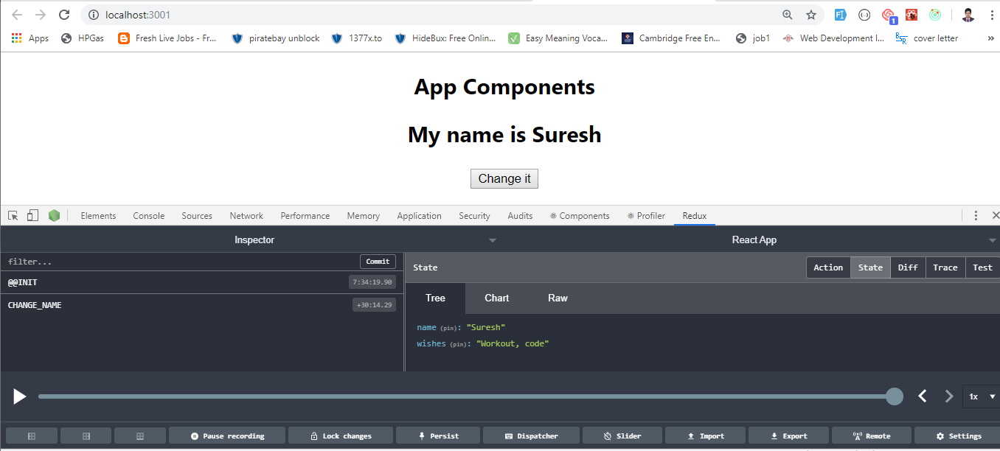 localhost:3001
1
Apps HPGas Fresh Live Jobs - Fr... piratebay unblock 1377x.to HideBux: Free Onlin... Easy Meaning Voca... Cambridge Free En... job1 Web Development I... BSR cover letter »
App Components
My name is Suresh
Change it
Elements Console Sources Network Performance Memory Application Security Audits Components Profiler Redux
Inspector React App
filter... Commit
State Action State Diff Trace Test
@@INIT 7:34:19.90
Tree Chart Raw
CHANGE_NAME +30:14.29
name (pin): "Suresh"
wishes (pin): "Workout, code"
1x
Pause recording Lock changes Persist Dispatcher Slider Import Export Remote Settings